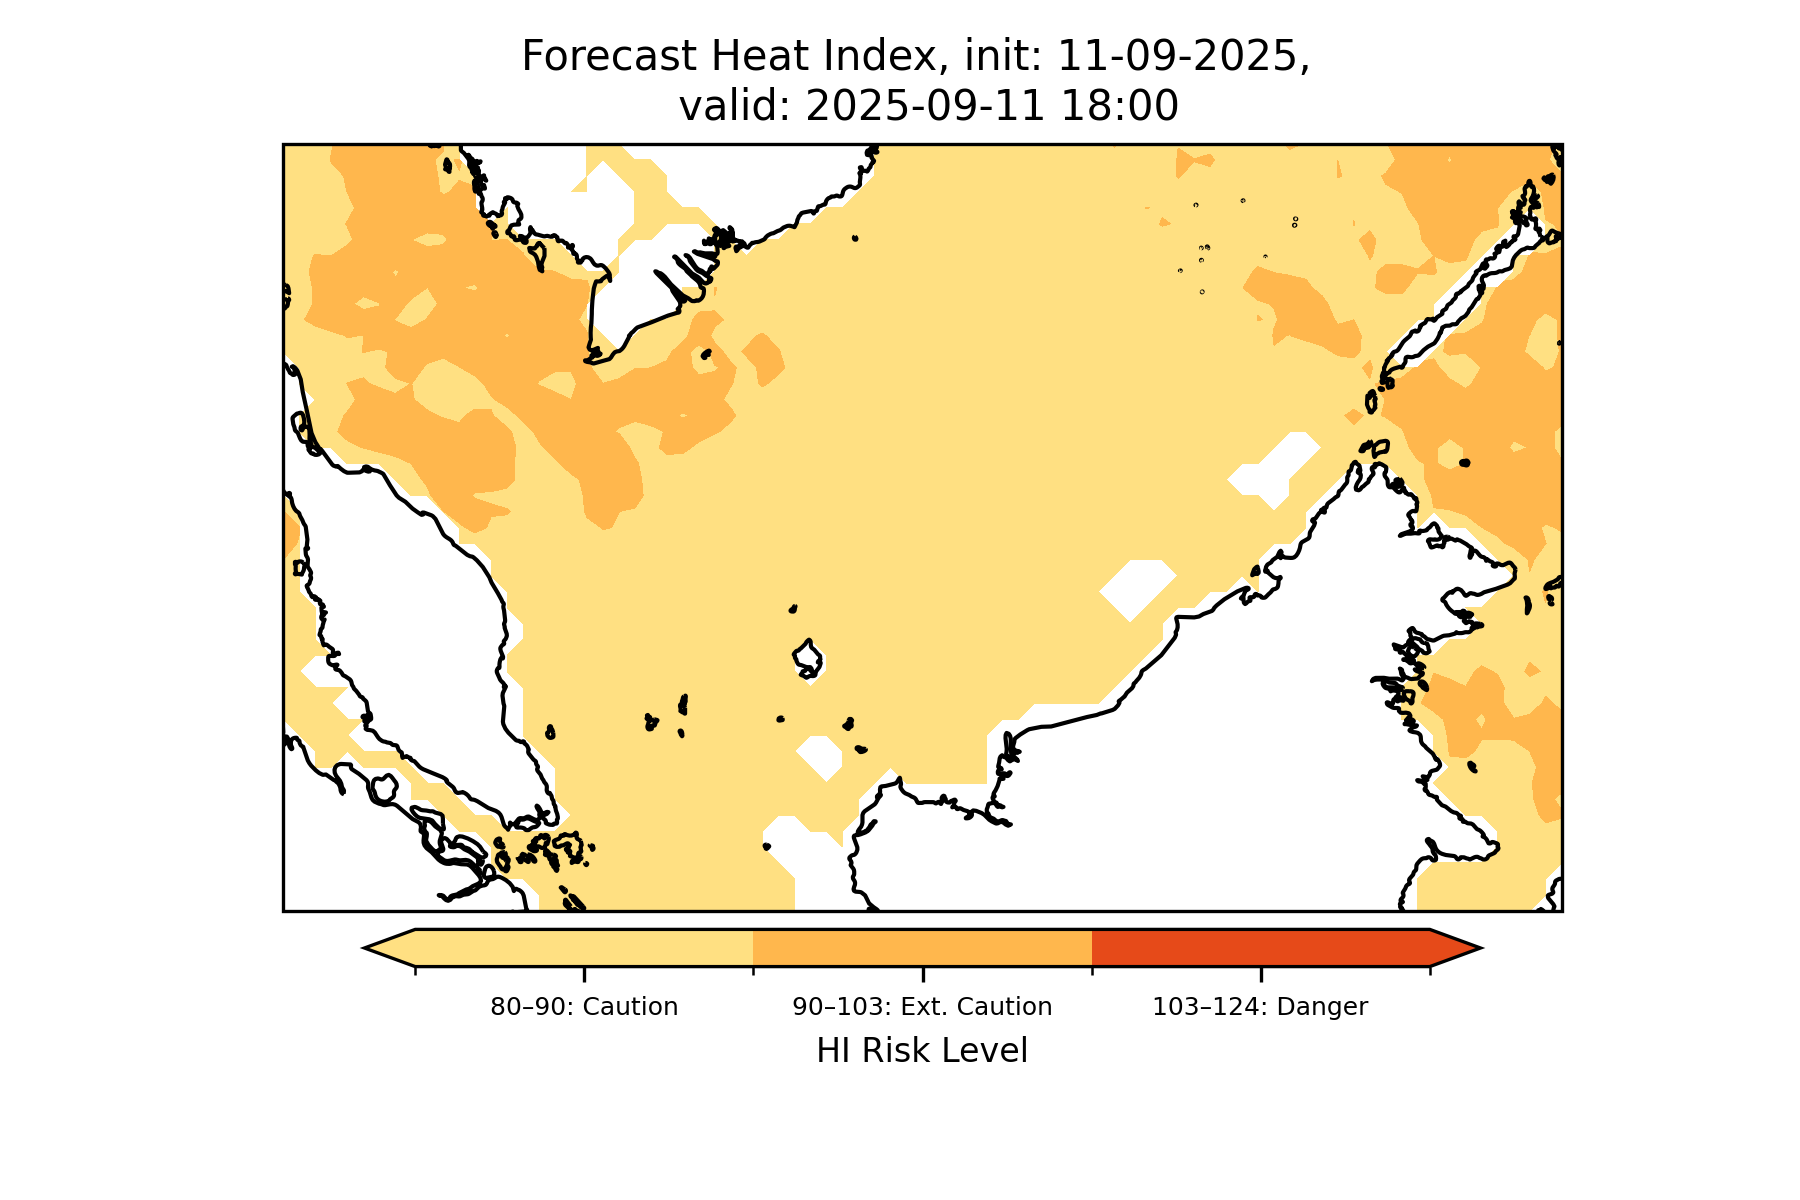 Forecast Heat Index, init: 11-09-2025,
valid: 2025-09-11 18:00
80–90: Caution
90–103: Ext. Caution
103–124: Danger
HI Risk Level